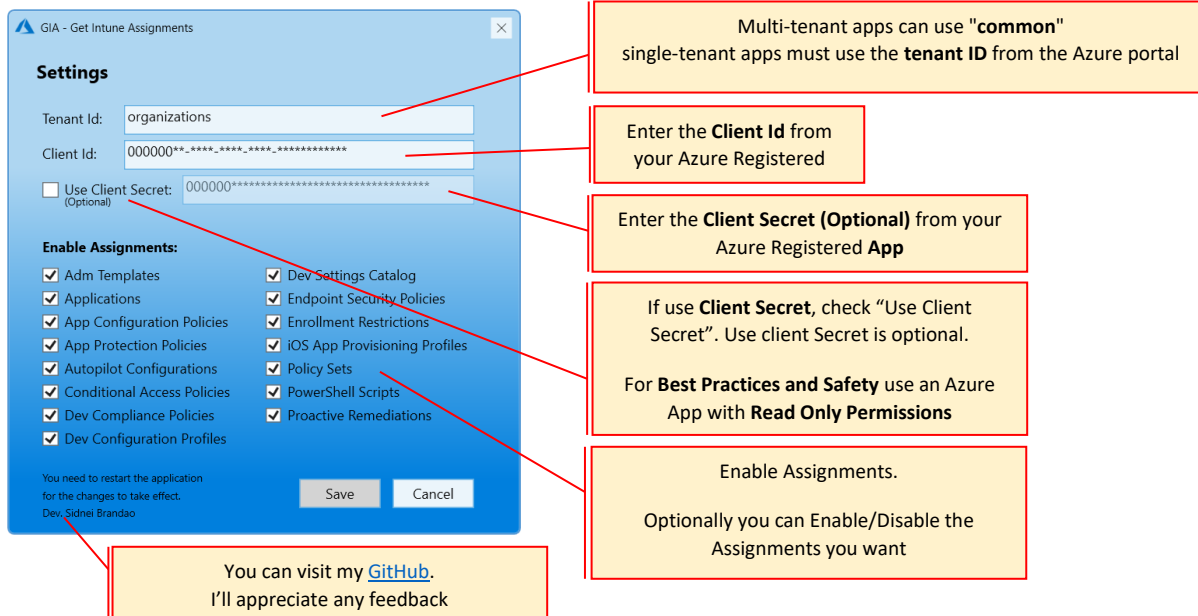 GIA - Get Intune Assignments
Settings
Tenant Id: organizations
Client Id: 000000**-****-****-****-************
Use Client Secret: 000000**********************************
(Optional)
Enable Assignments:
Adm Templates
Applications
App Configuration Policies
App Protection Policies
Autopilot Configurations
Conditional Access Policies
Dev Compliance Policies
Dev Configuration Profiles
Dev Settings Catalog
Endpoint Security Policies
Enrollment Restrictions
iOS App Provisioning Profiles
Policy Sets
PowerShell Scripts
Proactive Remediations
You need to restart the application
for the changes to take effect.
Dev. Sidnei Brandao
Save
Cancel
Multi-tenant apps can use "common"
single-tenant apps must use the tenant ID from the Azure portal
Enter the Client Id from
your Azure Registered
Enter the Client Secret (Optional) from your
Azure Registered App
If use Client Secret, check “Use Client
Secret”. Use client Secret is optional.
For Best Practices and Safety use an Azure
App with Read Only Permissions
Enable Assignments.
Optionally you can Enable/Disable the
Assignments you want
You can visit my GitHub.
I’ll appreciate any feedback